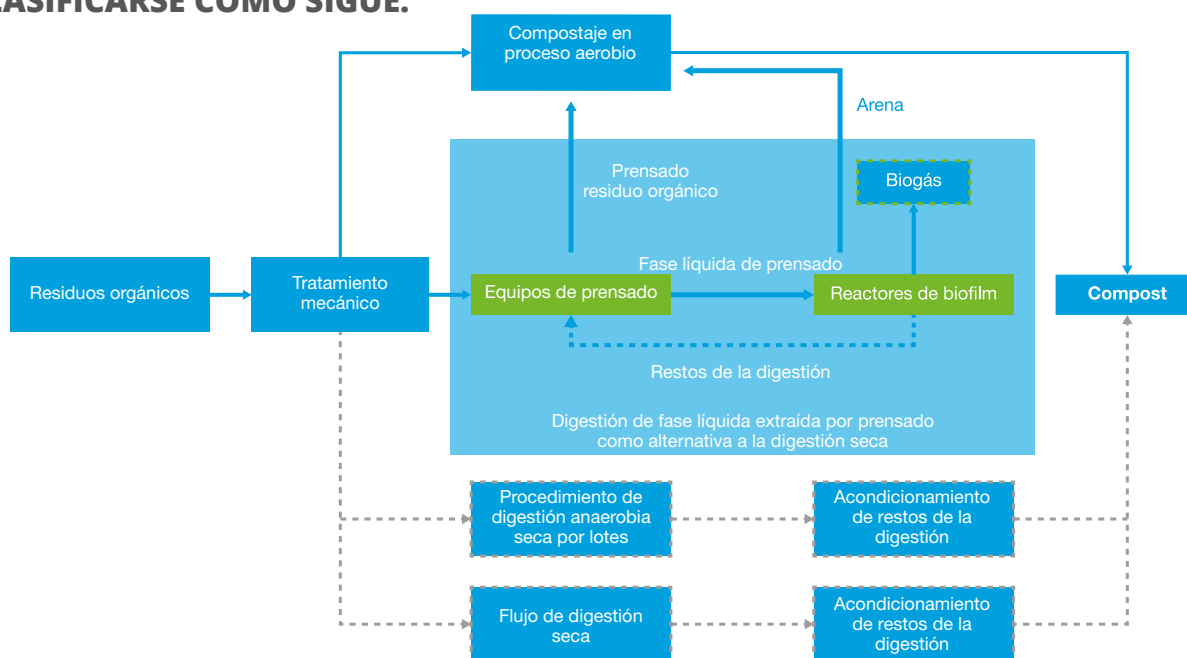 LASIFICARSE COMO SIGUE:
Compostaje en
proceso aerobio
Arena
Prensado
residuo orgánico
Biogás
Fase líquida de prensado
Residuos orgánicos
Tratamiento
mecánico
Equipos de prensado
Reactores de biofilm
Compost
Restos de la digestión
Digestión de fase líquida extraída por prensado
como alternativa a la digestión seca
Procedimiento de
digestión anaerobia
seca por lotes
Acondicionamiento
de restos de la
digestión
Flujo de digestión
seca
Acondicionamiento
de restos de la
digestión